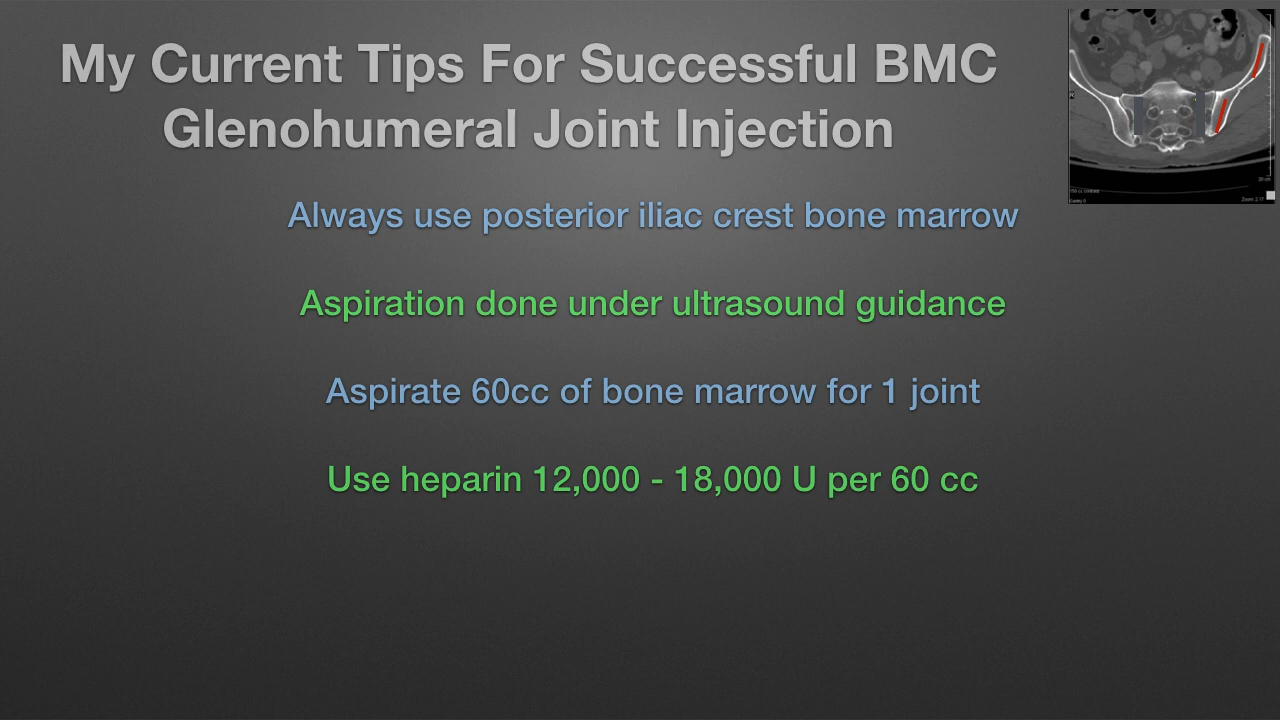 My Current Tips For Successful BMC
Glenohumeral Joint Injection
Always use posterior iliac crest bone marrow
Aspiration done under ultrasound guidance
Aspirate 60cc of bone marrow for 1 joint
Use heparin 12,000 - 18,000 U per 60 cc